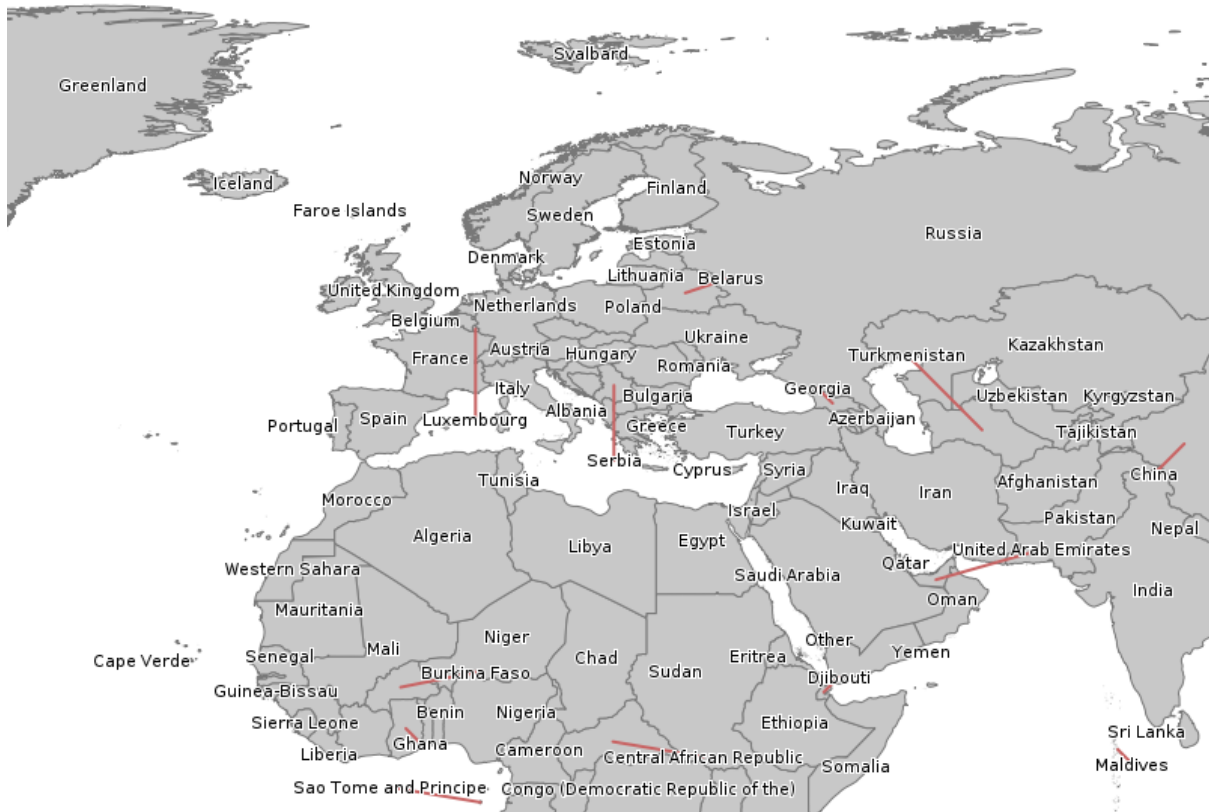 Svalbard
Greenland
Iceland
Norway
Finland
Faroe Islands
Sweden
Russia
Estonia
Denmark
Lithuania
Belarus
United Kingdom
Netherlands
Poland
Belgium
Ukraine
Kazakhstan
Austria
Hungary
France
Turkmenistan
Romania
Italy
Georgia
Bulgaria
Uzbekistan
Kyrgyzstan
Albania
Portugal
Spain
Luxembourg
Greece
Turkey
Azerbaijan
Tajikistan
Serbia
Cyprus
Syria
China
Tunisia
Iraq
Iran
Afghanistan
Morocco
Israel
Kuwait
Pakistan
Nepal
Algeria
Libya
Egypt
United Arab Emirates
Qatar
Western Sahara
Saudi Arabia
India
Oman
Mauritania
Niger
Other
Mali
Yemen
Cape Verde
Senegal
Chad
Eritrea
Sudan
Burkina Faso
Djibouti
Guinea-Bissau
Benin
Nigeria
Sierra Leone
Ethiopia
Sri Lanka
Ghana
Liberia
Cameroon
Central African Republic
Somalia
Maldives
Sao Tome and Principe
Congo (Democratic Republic of the)